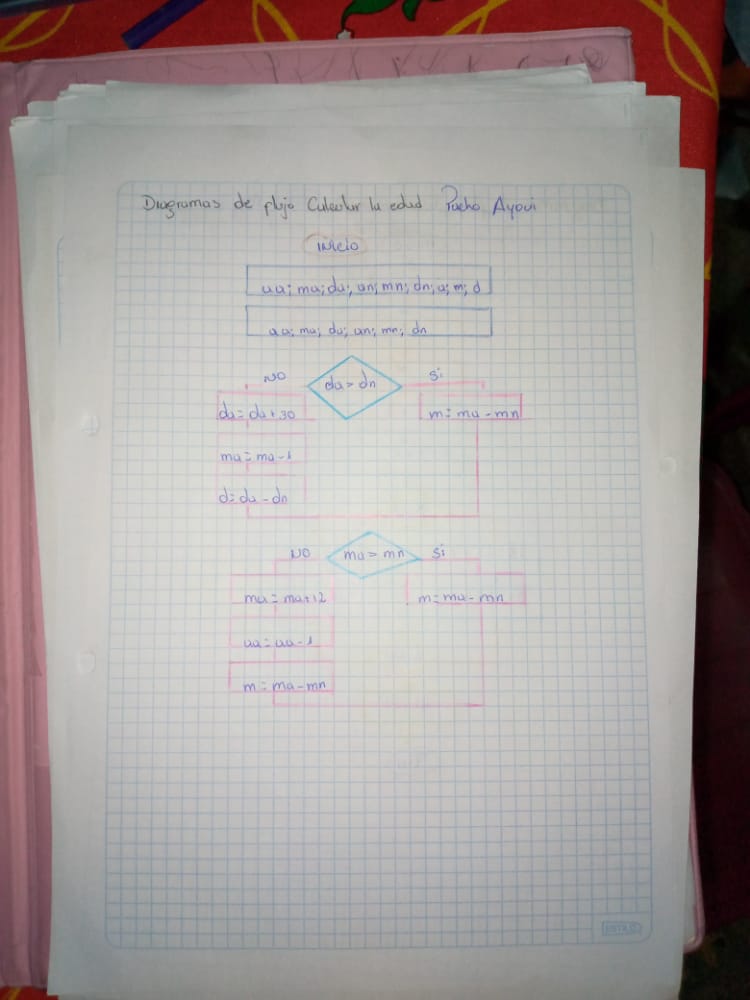 Diagramas de flujo Calcular la edad Pacho Ayovi
inicio
aa; ma; da; an; mn; dn; a; m; d
aa; ma; da; an; mn; dn
NO da > dn Si
da = da + 30 m = ma - mn
ma = ma - 1
d = da - dn
NO ma > mn Si
ma = ma + 12 m = ma - mn
aa = aa - 1
m = ma - mn
ESTILO